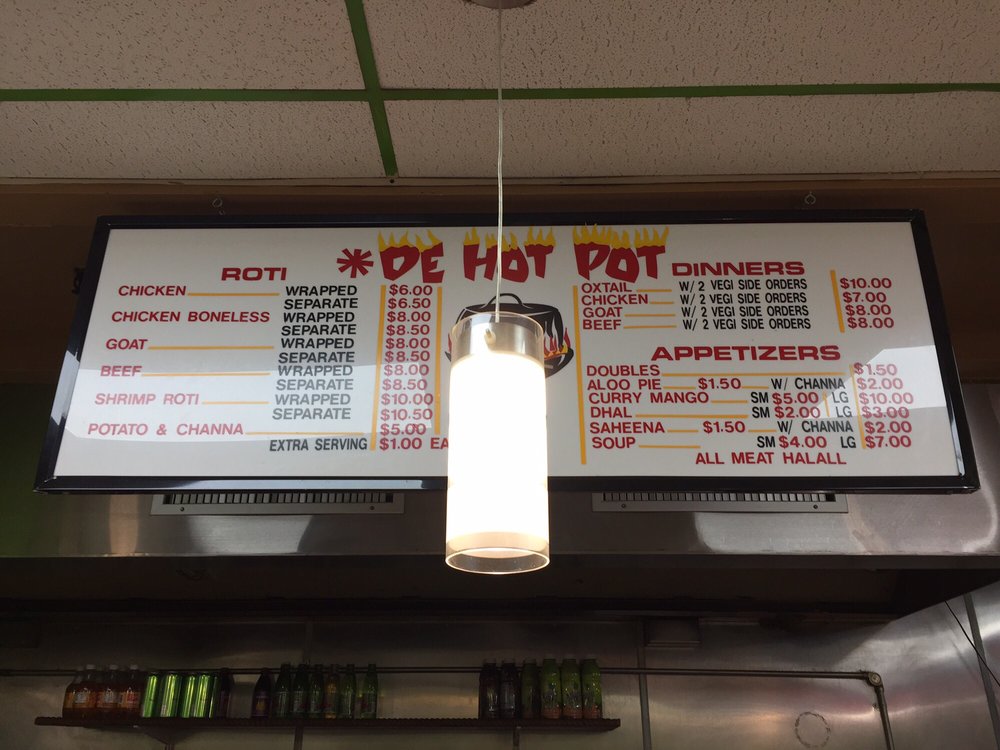 *DE HOT POT
ROTI
CHICKEN WRAPPED $6.00
SEPARATE $6.50
CHICKEN BONELESS WRAPPED $8.00
SEPARATE $8.50
GOAT WRAPPED $8.00
SEPARATE $8.50
BEEF WRAPPED $8.00
SEPARATE $8.50
SHRIMP ROTI WRAPPED $10.00
SEPARATE $10.50
POTATO & CHANNA $5.00
EXTRA SERVING $1.00
DINNERS
OXTAIL W/ 2 VEGI SIDE ORDERS $10.00
CHICKEN W/ 2 VEGI SIDE ORDERS $7.00
GOAT W/ 2 VEGI SIDE ORDERS $8.00
BEEF W/ 2 VEGI SIDE ORDERS $8.00
APPETIZERS
DOUBLES $1.50
ALOO PIE $1.50 W/ CHANNA $2.00
CURRY MANGO SM $5.00 LG $10.00
DHAL SM $2.00 LG $3.00
SAHEENA $1.50 W/ CHANNA $2.00
SOUP SM $4.00 LG $7.00
ALL MEAT HALALL